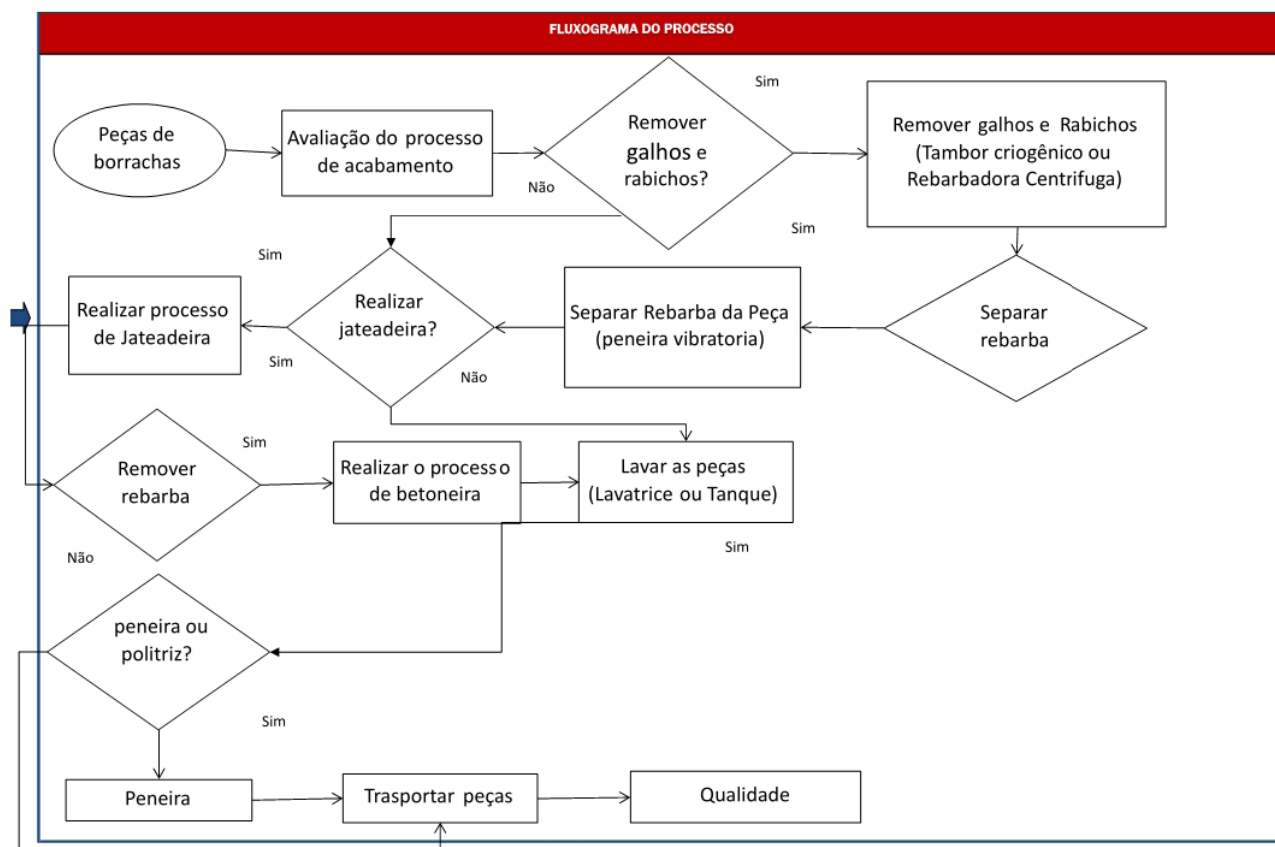 FLUXOGRAMA DO PROCESSO
Sim
Peças de
borrachas
Avaliação do processo
de acabamento
Remover
galhos e
rabichos?
Remover galhos e Rabichos
(Tambor criogênico ou
Rebarbadora Centrifuga)
Não
Sim
Sim
Realizar processo
de Jateadeira
Realizar
jateadeira?
Separar Rebarba da Peça
(peneira vibratoria)
Separar
rebarba
Sim
Não
Remover
rebarba
Sim
Realizar o processo
de betoneira
Lavar as peças
(Lavatrice ou Tanque)
Não
Sim
peneira ou
politriz?
Sim
Peneira
Trasportar peças
Qualidade